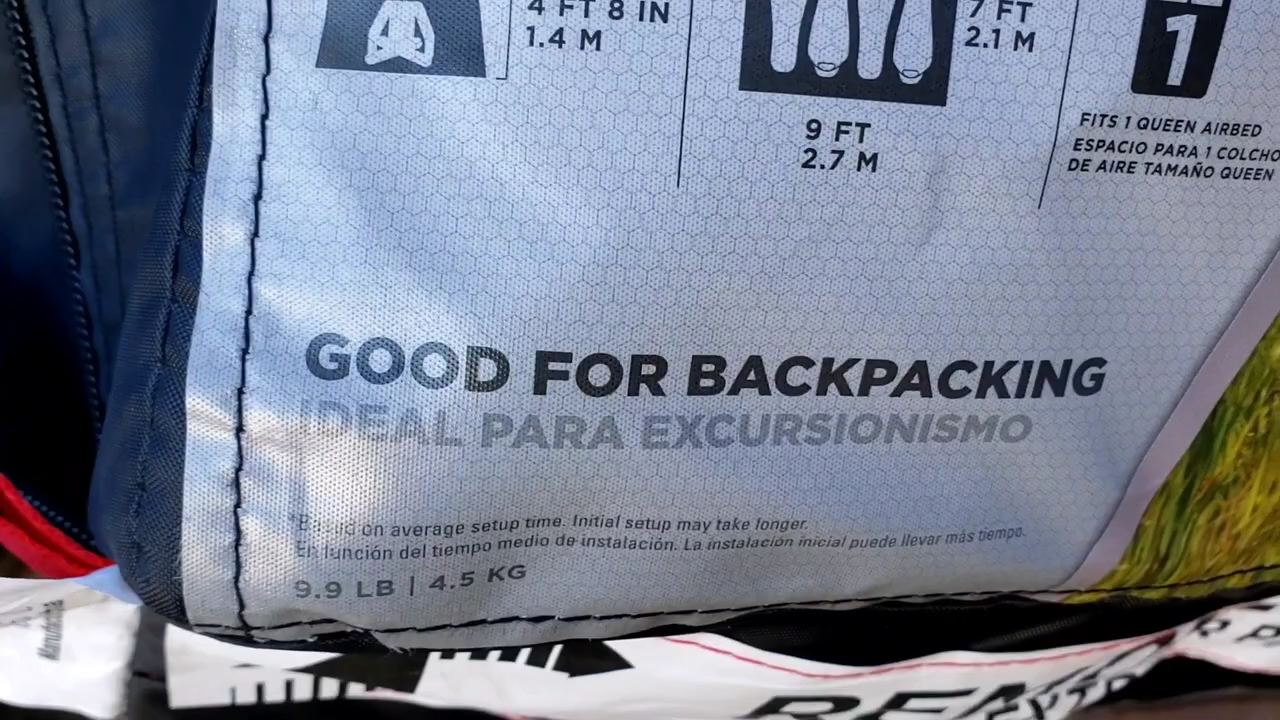 4 FT 8 IN
1.4 M
7 FT
2.1 M
9 FT
2.7 M
1
FITS 1 QUEEN AIRBED
ESPACIO PARA 1 COLCHO
DE AIRE TAMAÑO QUEEN
GOOD FOR BACKPACKING
IDEAL PARA EXCURSIONISMO
*Based on average setup time. Initial setup may take longer.
En función del tiempo medio de instalación. La instalación inicial puede llevar más tiempo.
9.9 LB | 4.5 KG